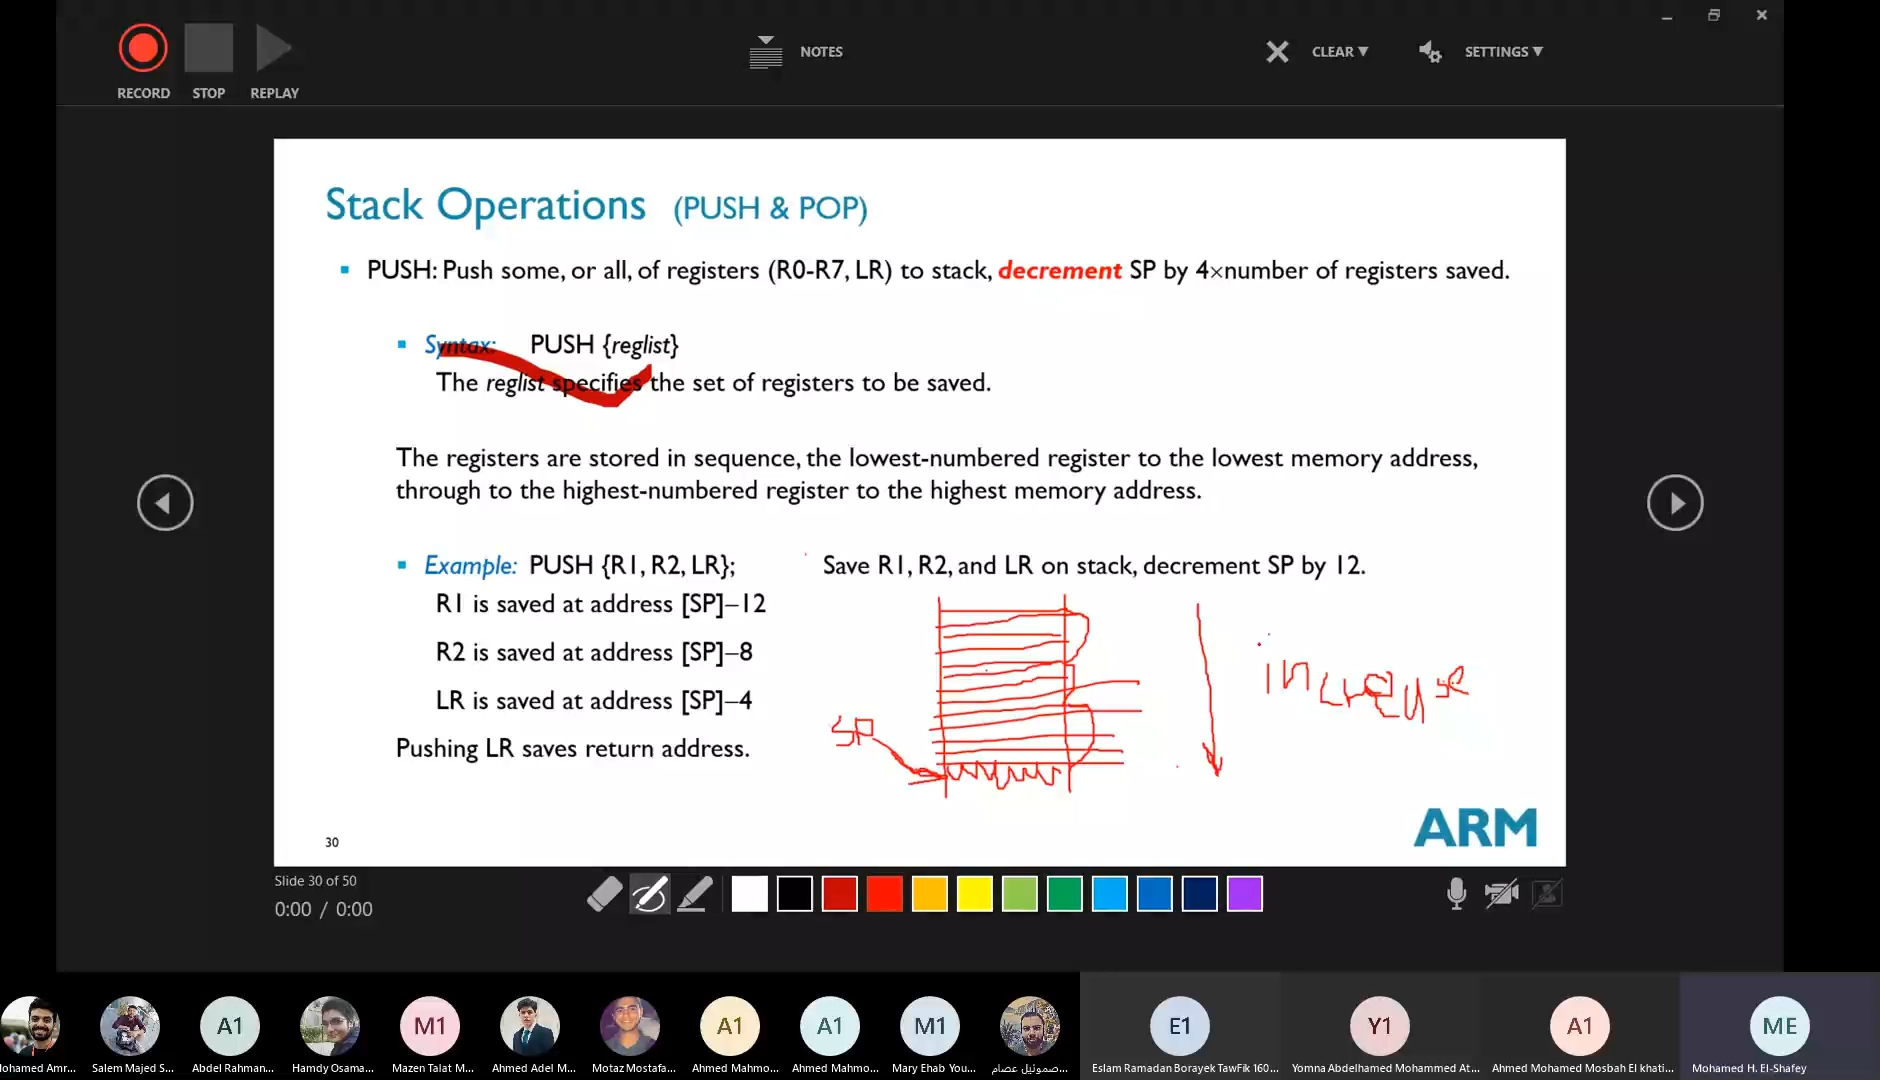 NOTES
CLEAR
SETTINGS
RECORD
STOP
REPLAY
Stack Operations (PUSH & POP)
PUSH: Push some, or all, of registers (R0-R7, LR) to stack, decrement SP by 4×number of registers saved.
Syntax: PUSH {reglist}
The reglist specifies the set of registers to be saved.
The registers are stored in sequence, the lowest-numbered register to the lowest memory address,
through to the highest-numbered register to the highest memory address.
Example: PUSH {R1, R2, LR}; Save R1, R2, and LR on stack, decrement SP by 12.
R1 is saved at address [SP]–12
R2 is saved at address [SP]–8
LR is saved at address [SP]–4
Pushing LR saves return address.
SP
increase
ARM
30
Slide 30 of 50
0:00 / 0:00
A1
M1
A1
A1
M1
E1
Y1
A1
ME
ohamed Amr...
Salem Majed S...
Abdel Rahman...
Hamdy Osama...
Mazen Talat M...
Ahmed Adel M...
Motaz Mostafa...
Ahmed Mahmo...
Ahmed Mahmo...
Mary Ehab You...
صموئيل عصام...
Eslam Ramadan Borayek TawFik 160...
Yomna Abdelhamed Mohammed At...
Ahmed Mohamed Mosbah El khati...
Mohamed H. El-Shafey